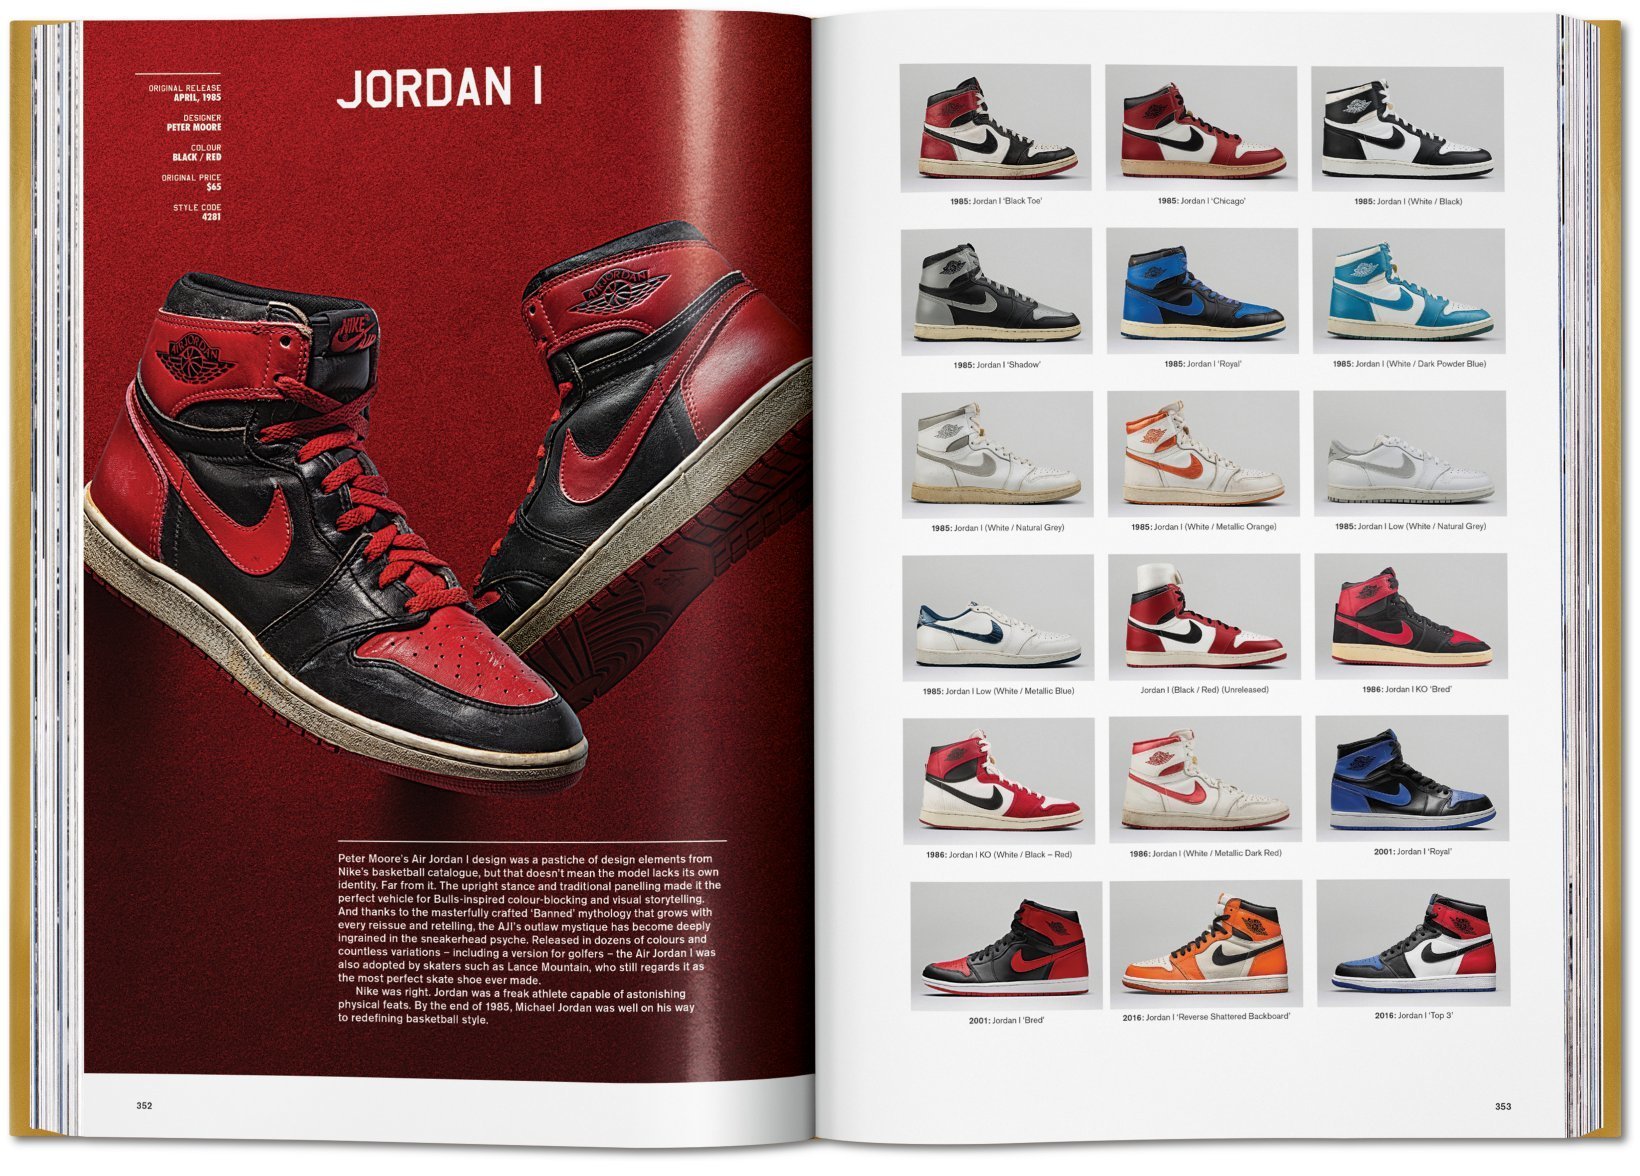 JORDAN I
ORIGINAL RELEASE
APRIL, 1985
DESIGNER
PETER MOORE
COLOUR
BLACK / RED
ORIGINAL PRICE
$65
STYLE CODE
4281
AIRJORDAN
NIKE
AIR
AIRJORDAN
Peter Moore's Air Jordan I design was a pastiche of design elements from
Nike's basketball catalogue, but that doesn't mean the model lacks its own
identity. Far from it. The upright stance and traditional panelling made it the
perfect vehicle for Bulls-inspired colour-blocking and visual storytelling.
And thanks to the masterfully crafted 'Banned' mythology that grows with
every reissue and retelling, the AJI's outlaw mystique has become deeply
ingrained in the sneakerhead psyche. Released in dozens of colours and
countless variations – including a version for golfers – the Air Jordan I was
also adopted by skaters such as Lance Mountain, who still regards it as
the most perfect skate shoe ever made.
Nike was right. Jordan was a freak athlete capable of astonishing
physical feats. By the end of 1985, Michael Jordan was well on his way
to redefining basketball style.
352
1985: Jordan I 'Black Toe'
1985: Jordan I 'Chicago'
1985: Jordan I (White / Black)
1985: Jordan I 'Shadow'
1985: Jordan I 'Royal'
1985: Jordan I (White / Dark Powder Blue)
1985: Jordan I (White / Natural Grey)
1985: Jordan I (White / Metallic Orange)
1985: Jordan I Low (White / Natural Grey)
1985: Jordan I Low (White / Metallic Blue)
Jordan I (Black / Red) (Unreleased)
1986: Jordan I KO 'Bred'
1986: Jordan I KO (White / Black – Red)
1986: Jordan I (White / Metallic Dark Red)
2001: Jordan I 'Royal'
2001: Jordan I 'Bred'
2016: Jordan I 'Reverse Shattered Backboard'
2016: Jordan I 'Top 3'
353